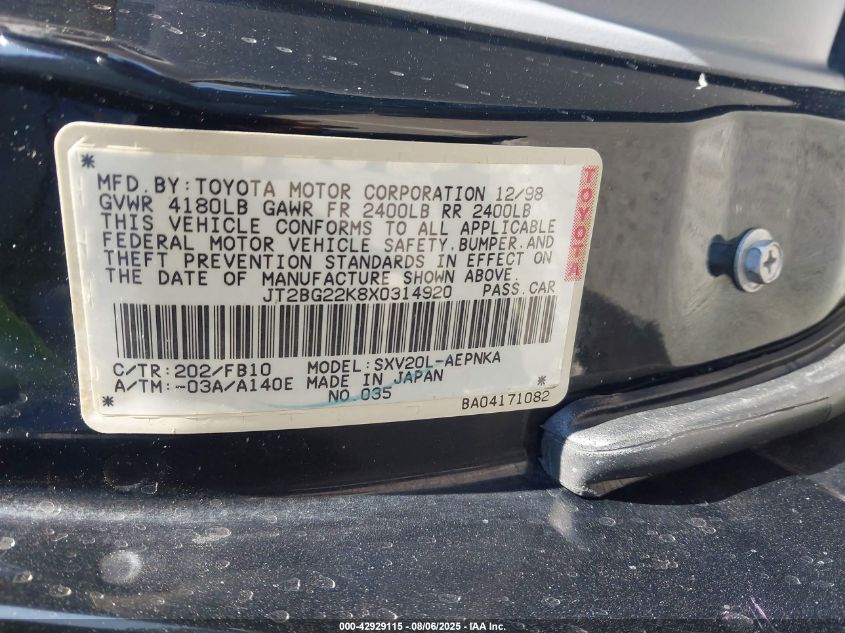 *
MFD.BY:TOYOTA MOTOR CORPORATION 12/98
GVWR 4180LB GAWR FR 2400LB RR 2400LB
THIS VEHICLE CONFORMS TO ALL APPLICABLE
FEDERAL MOTOR VEHICLE SAFETY,BUMPER,AND
THEFT PREVENTION STANDARDS IN EFFECT ON
THE DATE OF MANUFACTURE SHOWN ABOVE.
JT2BG22K8X0314920 PASS.CAR
TOYOTA
C/TR:202/FB10 MODEL:SXV20L-AEPNKA
A/TM:-03A/A140E MADE IN JAPAN *
* NO.035 BA04171082
000-42929115 - 08/06/2025 - IAA Inc.